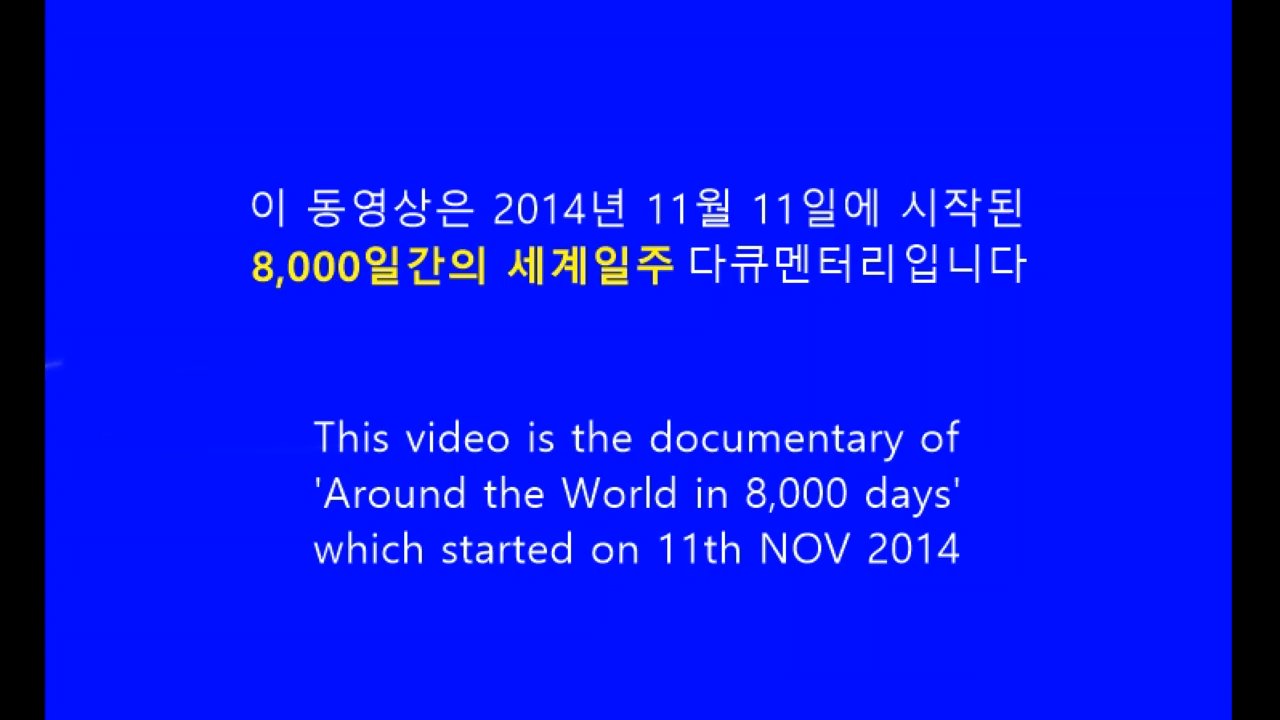 이 동영상은 2014년 11월 11일에 시작된
8,000일간의 세계일주 다큐멘터리입니다
This video is the documentary of
'Around the World in 8,000 days'
which started on 11th NOV 2014